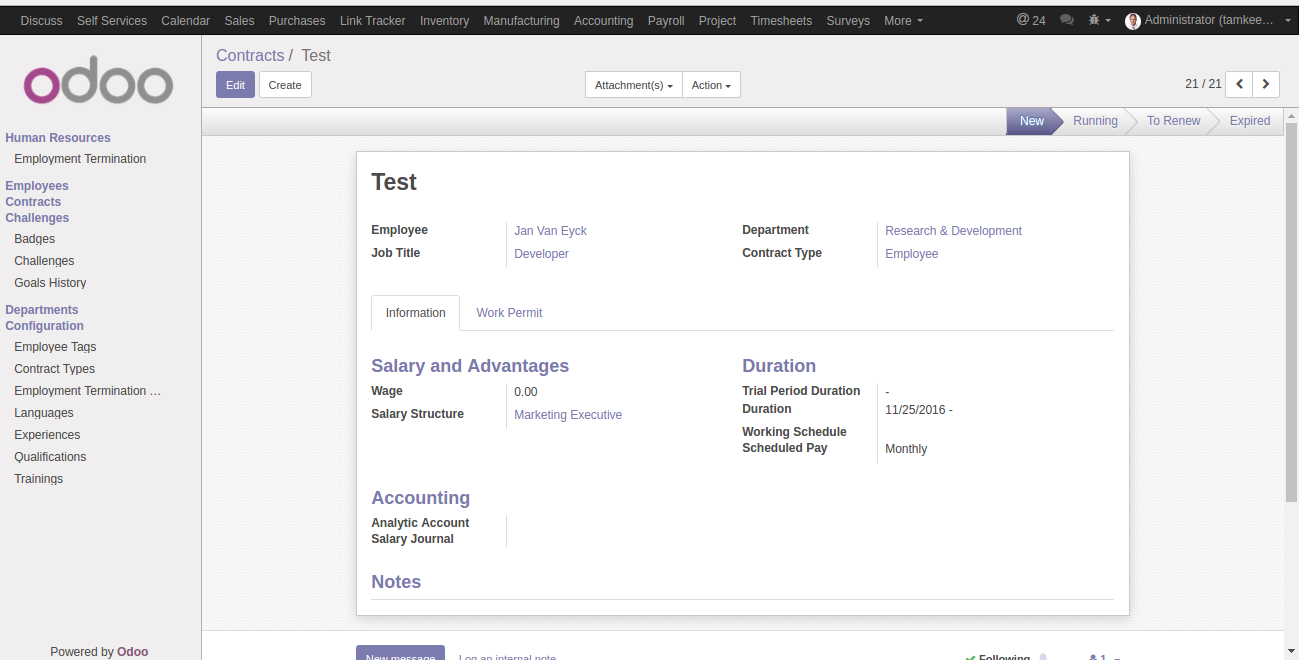 Discuss Self Services Calendar Sales Purchases Link Tracker Inventory Manufacturing Accounting Payroll Project Timesheets Surveys More @ 24 Administrator (tamkee...
odoo
Human Resources
Employment Termination
Employees
Contracts
Challenges
Badges
Challenges
Goals History
Departments
Configuration
Employee Tags
Contract Types
Employment Termination ...
Languages
Experiences
Qualifications
Trainings
Powered by Odoo
Contracts / Test
Edit Create Attachment(s) Action 21 / 21
New Running To Renew Expired
Test
Employee Jan Van Eyck Department Research & Development
Job Title Developer Contract Type Employee
Information Work Permit
Salary and Advantages
Wage 0.00
Salary Structure Marketing Executive
Duration
Trial Period Duration -
Duration 11/25/2016 -
Working Schedule
Scheduled Pay Monthly
Accounting
Analytic Account
Salary Journal
Notes
New message Log an internal note Following 1